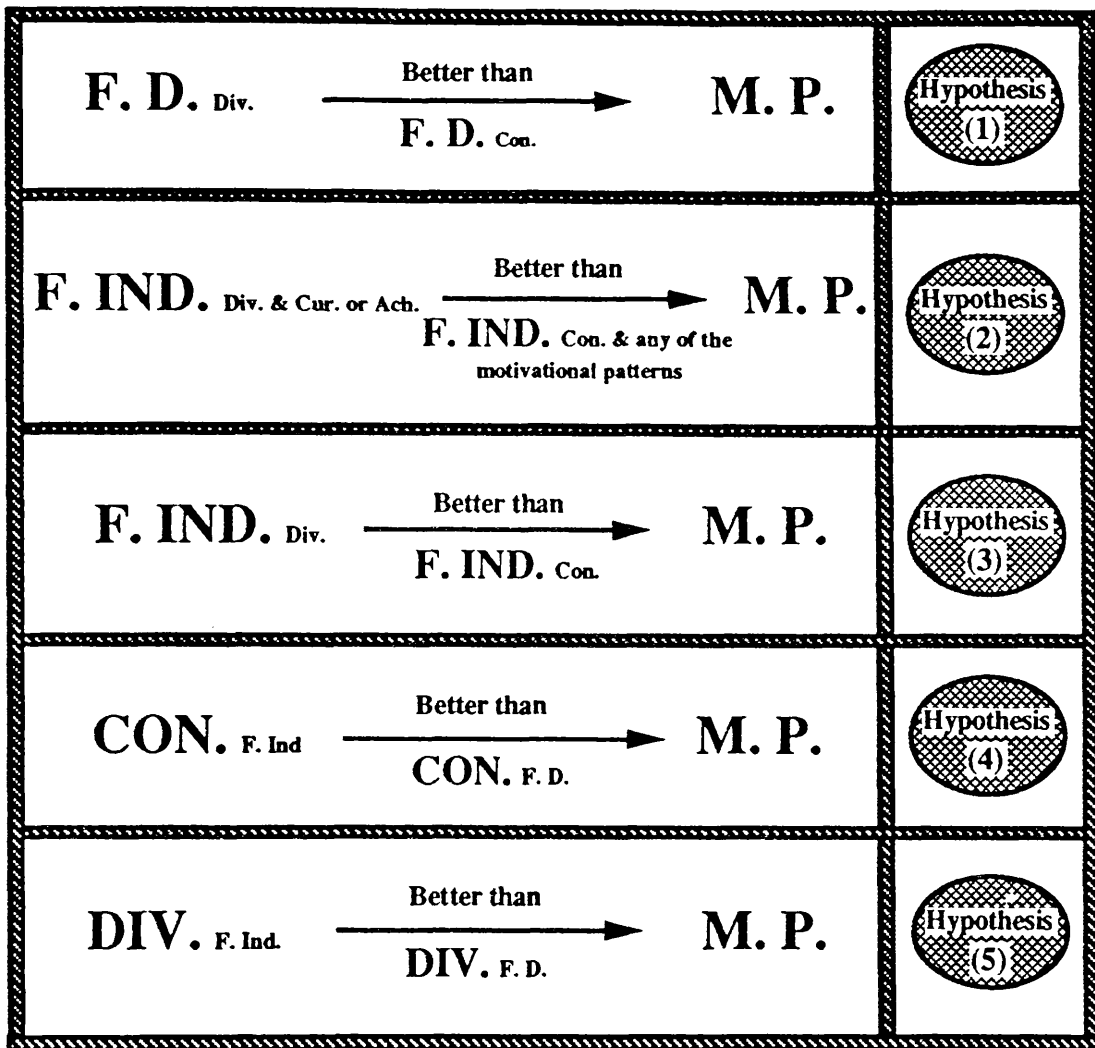 Better than
F. D. Div. M. P.
F. D. Con.
Hypothesis
(1)
Better than
F. IND. Div. & Cur. or Ach. M. P.
F. IND. Con. & any of the
motivational patterns
Hypothesis
(2)
Better than
F. IND. Div. M. P.
F. IND. Con.
Hypothesis
(3)
Better than
CON. F. Ind M. P.
CON. F. D.
Hypothesis
(4)
Better than
DIV. F. Ind. M. P.
DIV. F. D.
Hypothesis
(5)